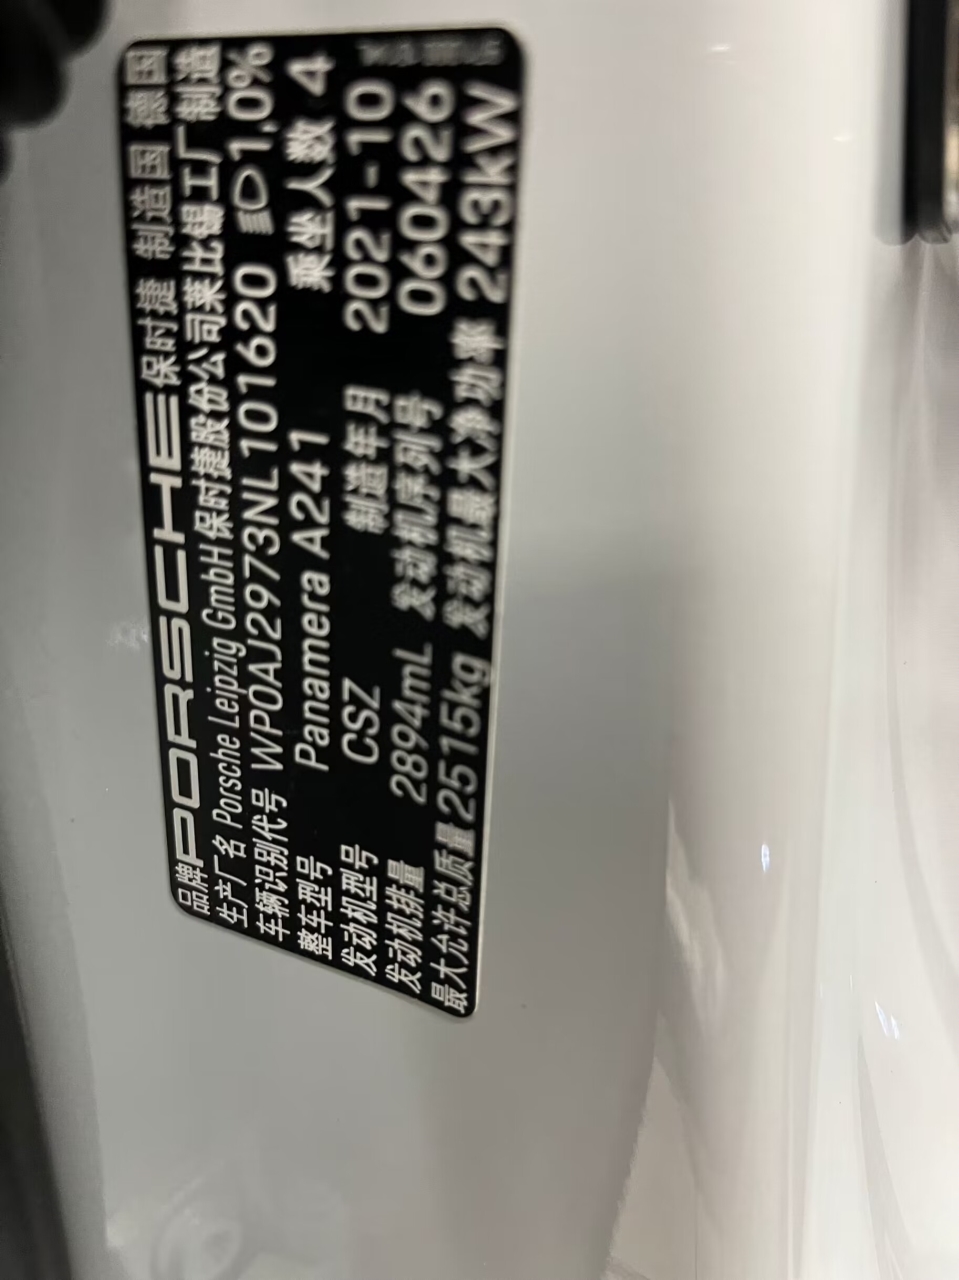 品牌 PORSCHE 保时捷 制造国 德国
生产厂名 Porsche Leipzig GmbH 保时捷股份公司莱比锡工厂制造
车辆识别代号 WP0AJ2973NL101620 1,0%
整车型号 Panamera A241 乘坐人数 4
发动机型号 CSZ 制造年月 2021-10
发动机排量 2894mL 发动机序列号 060426
最大允许总质量 2515kg 发动机最大净功率 243kW